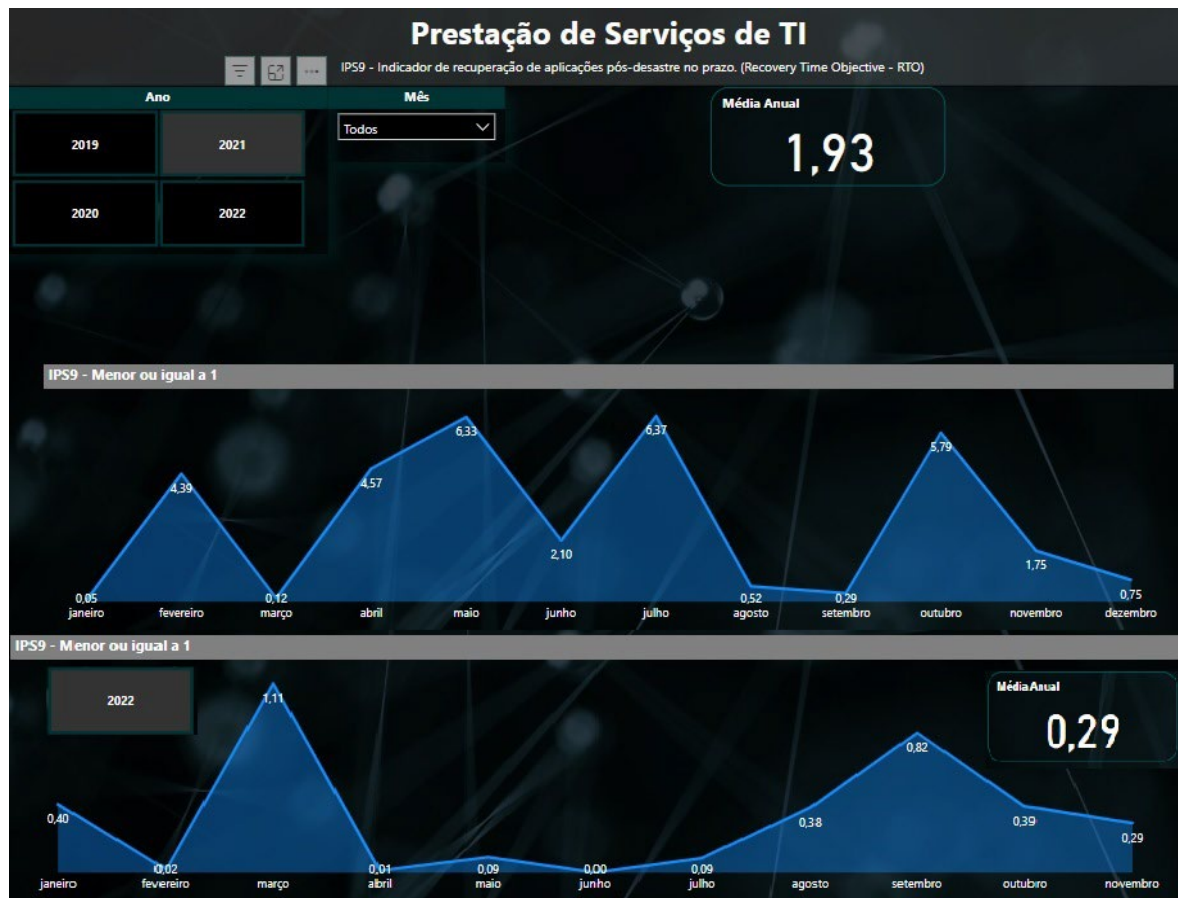 Prestação de Serviços de TI
IPS9 - Indicador de recuperação de aplicações pós-desastre no prazo. (Recovery Time Objective - RTO)
Ano
Mês
2019
2021
2020
2022
Todos
Média Anual
1,93
IPS9 - Menor ou igual a 1
0,05
4,39
0,12
4,57
6,33
2,10
6,37
0,52
0,29
5,79
1,75
0,75
janeiro fevereiro março abril maio junho julho agosto setembro outubro novembro dezembro
IPS9 - Menor ou igual a 1
2022
Média Anual
0,29
0,40
0,02
1,11
0,01
0,09
0,00
0,09
0,38
0,82
0,39
0,29
janeiro fevereiro março abril maio junho julho agosto setembro outubro novembro